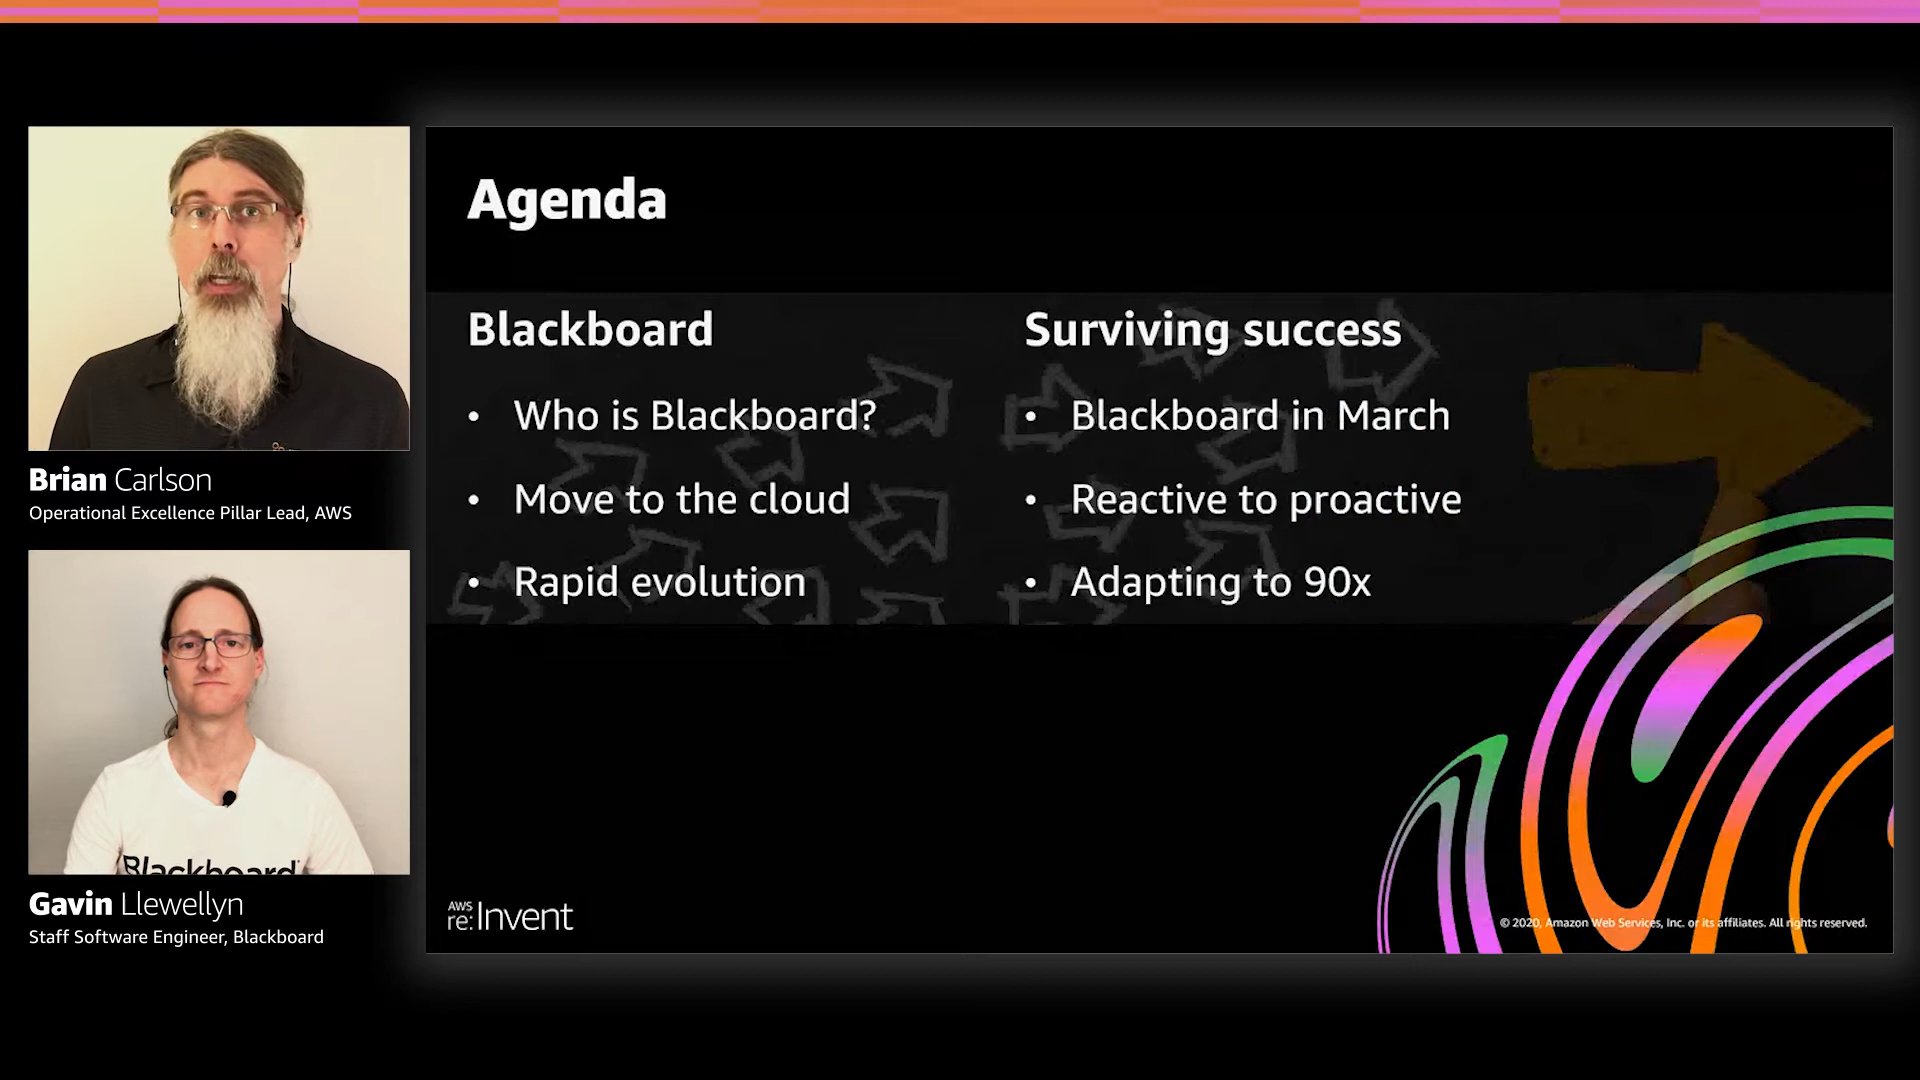 Brian Carlson
Operational Excellence Pillar Lead, AWS
Blackboard
Gavin Llewellyn
Staff Software Engineer, Blackboard
Agenda
Blackboard
• Who is Blackboard?
• Move to the cloud
• Rapid evolution
Surviving success
• Blackboard in March
• Reactive to proactive
• Adapting to 90x
AWS
re:Invent
© 2020, Amazon Web Services, Inc. or its affiliates. All rights reserved.